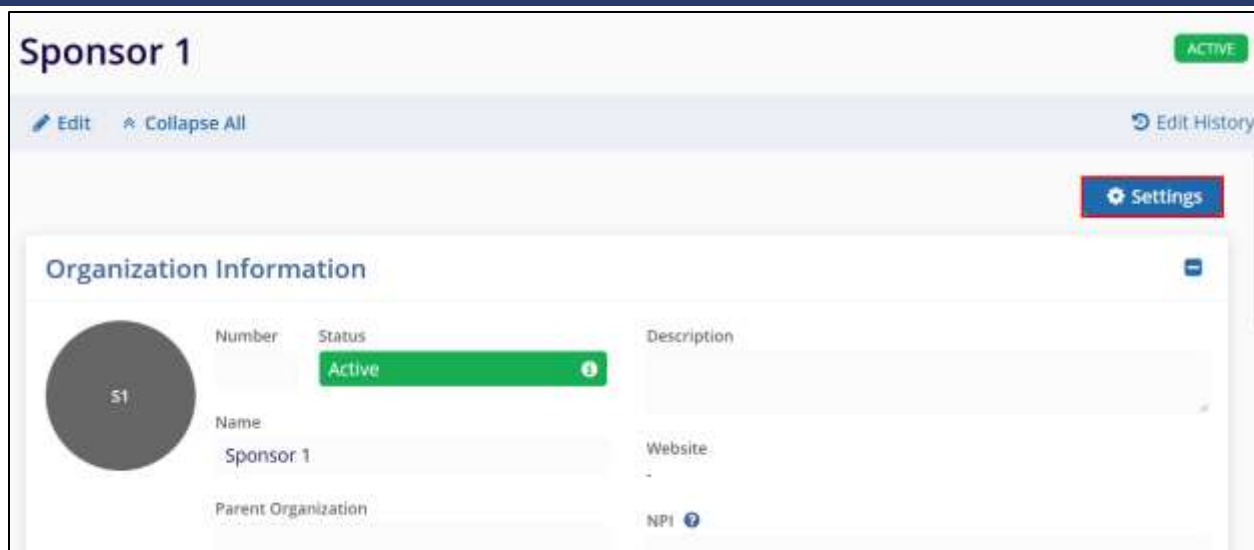 Sponsor 1
ACTIVE
Edit Collapse All
Edit History
Settings
Organization Information
S1
Number Status
Active
Name
Sponsor 1
Parent Organization
Description
Website
-
NPI